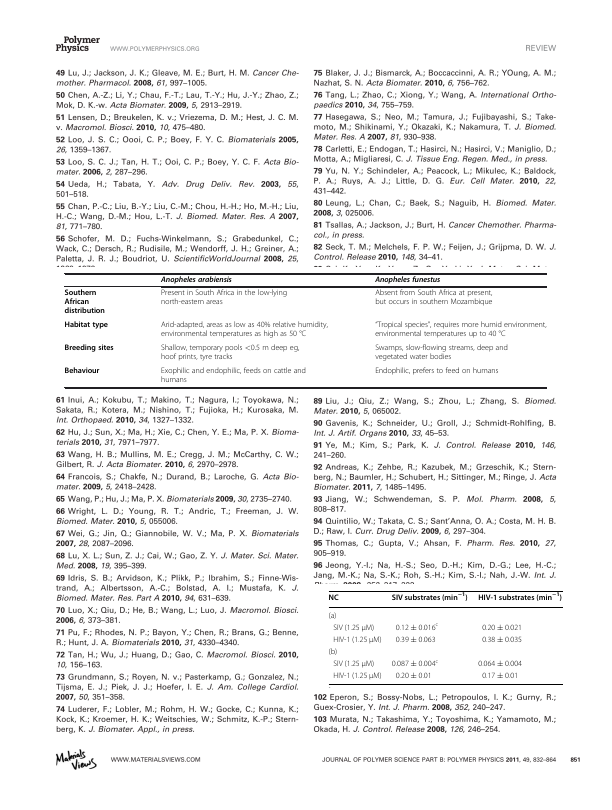 Polymer
Physics
WWW.POLYMERPHYSICS.ORG
REVIEW
49 Lu, J.; Jackson, J. K.; Gleave, M. E.; Burt, H. M. Cancer Che-
mother. Pharmacol. 2008, 61, 997–1005.
50 Chen, A.-Z.; Li, Y.; Chau, F.-T.; Lau, T.-Y.; Hu, J.-Y.; Zhao, Z.;
Mok, D. K.-w. Acta Biomater. 2009, 5, 2913–2919.
51 Lensen, D.; Breukelen, K. v.; Vriezema, D. M.; Hest, J. C. M.
v. Macromol. Biosci. 2010, 10, 475–480.
52 Loo, J. S. C.; Oooi, C. P.; Boey, F. Y. C. Biomaterials 2005,
26, 1359–1367.
53 Loo, S. C. J.; Tan, H. T.; Ooi, C. P.; Boey, Y. C. F. Acta Bio-
mater. 2006, 2, 287–296.
54 Ueda, H.; Tabata, Y. Adv. Drug Deliv. Rev. 2003, 55,
501–518.
55 Chan, P.-C.; Liu, B.-Y.; Liu, C.-M.; Chou, H.-H.; Ho, M.-H.; Liu,
H.-C.; Wang, D.-M.; Hou, L.-T. J. Biomed. Mater. Res. A 2007,
81, 771–780.
56 Schofer, M. D.; Fuchs-Winkelmann, S.; Grabedunkel, C.;
Wack, C.; Dersch, R.; Rudisile, M.; Wendorff, J. H.; Greiner, A.;
Paletta, J. R. J.; Boudriot, U. ScientificWorldJournal 2008, 25,
75 Blaker, J. J.; Bismarck, A.; Boccaccinni, A. R.; YOung, A. M.;
Nazhat, S. N. Acta Biomater. 2010, 6, 756–762.
76 Tang, L.; Zhao, C.; Xiong, Y.; Wang, A. International Ortho-
paedics 2010, 34, 755–759.
77 Hasegawa, S.; Neo, M.; Tamura, J.; Fujibayashi, S.; Take-
moto, M.; Shikinami, Y.; Okazaki, K.; Nakamura, T. J. Biomed.
Mater. Res. A 2007, 81, 930–938.
78 Carletti, E.; Endogan, T.; Hasirci, N.; Hasirci, V.; Maniglio, D.;
Motta, A.; Migliaresi, C. J. Tissue Eng. Regen. Med., in press.
79 Yu, N. Y.; Schindeler, A.; Peacock, L.; Mikulec, K.; Baldock,
P. A.; Ruys, A. J.; Little, D. G. Eur. Cell Mater. 2010, 22,
431–442.
80 Leung, L.; Chan, C.; Baek, S.; Naguib, H. Biomed. Mater.
2008, 3, 025006.
81 Tsallas, A.; Jackson, J.; Burt, H. Cancer Chemother. Pharma-
col., in press.
82 Seck, T. M.; Melchels, F. P. W.; Feijen, J.; Grijpma, D. W. J.
Control. Release 2010, 148, 34–41.
Anopheles arabiensis Anopheles funestus
Southern Present in South Africa in the low-lying Absent from South Africa at present,
African north-eastern areas but occurs in southern Mozambique
distribution
Habitat type Arid-adapted, areas as low as 40% relative humidity, "Tropical species", requires more humid environment,
environmental temperatures as high as 50 °C environmental temperatures up to 40 °C
Breeding sites Shallow, temporary pools <0.5 m deep eg, Swamps, slow-flowing streams, deep and
hoof prints, tyre tracks vegetated water bodies
Behaviour Exophilic and endophilic, feeds on cattle and Endophilic, prefers to feed on humans
humans
61 Inui, A.; Kokubu, T.; Makino, T.; Nagura, I.; Toyokawa, N.;
Sakata, R.; Kotera, M.; Nishino, T.; Fujioka, H.; Kurosaka, M.
Int. Orthopaed. 2010, 34, 1327–1332.
62 Hu, J.; Sun, X.; Ma, H.; Xie, C.; Chen, Y. E.; Ma, P. X. Bioma-
terials 2010, 31, 7971–7977.
63 Wang, H. B.; Mullins, M. E.; Cregg, J. M.; McCarthy, C. W.;
Gilbert, R. J. Acta Biomater. 2010, 6, 2970–2978.
64 Francois, S.; Chakfe, N.; Durand, B.; Laroche, G. Acta Bio-
mater. 2009, 5, 2418–2428.
65 Wang, P.; Hu, J.; Ma, P. X. Biomaterials 2009, 30, 2735–2740.
66 Wright, L. D.; Young, R. T.; Andric, T.; Freeman, J. W.
Biomed. Mater. 2010, 5, 055006.
67 Wei, G.; Jin, Q.; Giannobile, W. V.; Ma, P. X. Biomaterials
2007, 28, 2087–2096.
68 Lu, X. L.; Sun, Z. J.; Cai, W.; Gao, Z. Y. J. Mater. Sci. Mater.
Med. 2008, 19, 395–399.
69 Idris, S. B.; Arvidson, K.; Plikk, P.; Ibrahim, S.; Finne-Wis-
trand, A.; Albertsson, A.-C.; Bolstad, A. I.; Mustafa, K. J.
Biomed. Mater. Res. Part A 2010, 94, 631–639.
70 Luo, X.; Qiu, D.; He, B.; Wang, L.; Luo, J. Macromol. Biosci.
2006, 6, 373–381.
71 Pu, F.; Rhodes, N. P.; Bayon, Y.; Chen, R.; Brans, G.; Benne,
R.; Hunt, J. A. Biomaterials 2010, 31, 4330–4340.
72 Tan, H.; Wu, J.; Huang, D.; Gao, C. Macromol. Biosci. 2010,
10, 156–163.
73 Grundmann, S.; Royen, N. v.; Pasterkamp, G.; Gonzalez, N.;
Tijsma, E. J.; Piek, J. J.; Hoefer, I. E. J. Am. College Cardiol.
2007, 50, 351–358.
74 Luderer, F.; Lobler, M.; Rohm, H. W.; Gocke, C.; Kunna, K.;
Kock, K.; Kroemer, H. K.; Weitschies, W.; Schmitz, K.-P.; Stern-
berg, K. J. Biomater. Appl., in press.
89 Liu, J.; Qiu, Z.; Wang, S.; Zhou, L.; Zhang, S. Biomed.
Mater. 2010, 5, 065002.
90 Gavenis, K.; Schneider, U.; Groll, J.; Schmidt-Rohlfing, B.
Int. J. Artif. Organs 2010, 33, 45–53.
91 Ye, M.; Kim, S.; Park, K. J. Control. Release 2010, 146,
241–260.
92 Andreas, K.; Zehbe, R.; Kazubek, M.; Grzeschik, K.; Stern-
berg, N.; Baumler, H.; Schubert, H.; Sittinger, M.; Ringe, J. Acta
Biomater. 2011, 7, 1485–1495.
93 Jiang, W.; Schwendeman, S. P. Mol. Pharm. 2008, 5,
808–817.
94 Quintilio, W.; Takata, C. S.; Sant'Anna, O. A.; Costa, M. H. B.
D.; Raw, I. Curr. Drug Deliv. 2009, 6, 297–304.
95 Thomas, C.; Gupta, V.; Ahsan, F. Pharm. Res. 2010, 27,
905–919.
96 Jeong, Y.-I.; Na, H.-S.; Seo, D.-H.; Kim, D.-G.; Lee, H.-C.;
Jang, M.-K.; Na, S.-K.; Roh, S.-H.; Kim, S.-I.; Nah, J.-W. Int. J.
NC SIV substrates (min⁻¹) HIV-1 substrates (min⁻¹)
(a)
SIV (1.25 μM) 0.12 ± 0.016ᶜ 0.20 ± 0.021
HIV-1 (1.25 μM) 0.39 ± 0.063 0.38 ± 0.035
(b)
SIV (1.25 μM) 0.087 ± 0.004ᶜ 0.064 ± 0.004
HIV-1 (1.25 μM) 0.20 ± 0.01 0.17 ± 0.01
102 Eperon, S.; Bossy-Nobs, L.; Petropoulos, I. K.; Gurny, R.;
Guex-Crosier, Y. Int. J. Pharm. 2008, 352, 240–247.
103 Murata, N.; Takashima, Y.; Toyoshima, K.; Yamamoto, M.;
Okada, H. J. Control. Release 2008, 126, 246–254.
Materials
Views
WWW.MATERIALSVIEWS.COM
JOURNAL OF POLYMER SCIENCE PART B: POLYMER PHYSICS 2011, 49, 832–864 851